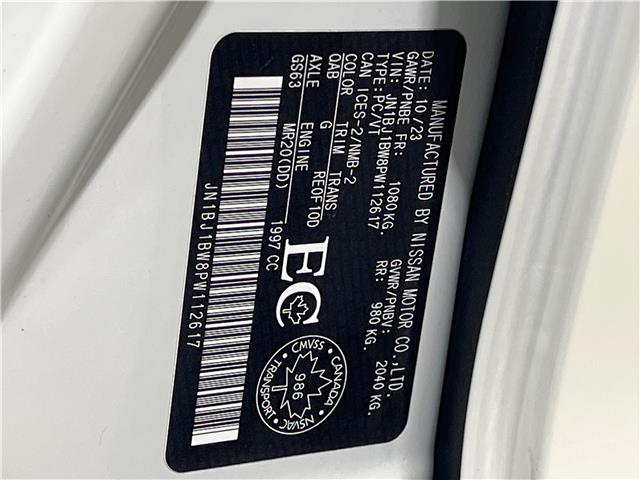 MANUFACTURED BY NISSAN MOTOR CO.,LTD.
DATE: 10/23 GVWR/PNBV: 2040 KG.
GAWR/PNBE FR: 1080 KG. RR: 980 KG.
VIN: JN1BJ1BW8PW112617
TYPE: PC/VT
CAN ICES-2/NMB-2
COLOR TRIM TRANS
QAB G RE0F10D
AXLE ENGINE
GS63 MR20(DD) 1997 CC
EC
CMVSS CANADA
986
TRANSPORT NSVAC
JN1BJ1BW8PW112617